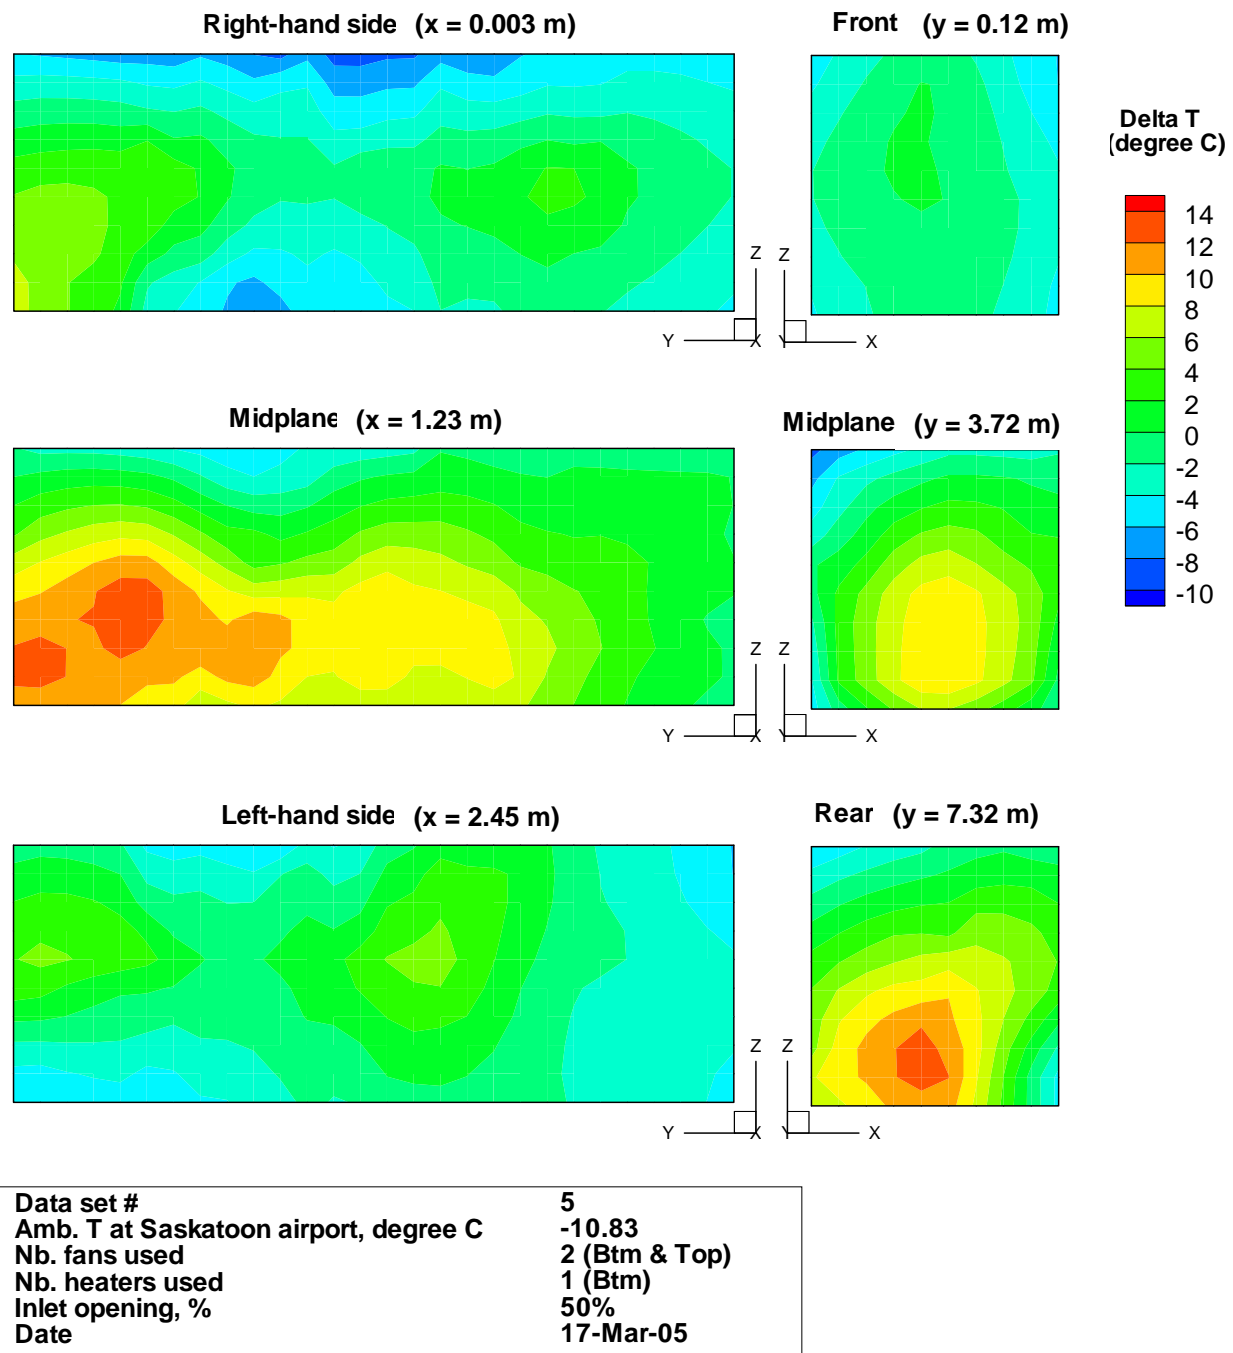 Right-hand side (x = 0.003 m)
Front (y = 0.12 m)
Delta T
(degree C)
14
12
10
8
6
4
2
0
-2
-4
-6
-8
-10
Z Z
Y X Y X
Midplane (x = 1.23 m)
Midplane (y = 3.72 m)
Z Z
Y X Y X
Left-hand side (x = 2.45 m)
Rear (y = 7.32 m)
Z Z
Y X Y X
Data set # 5
Amb. T at Saskatoon airport, degree C -10.83
Nb. fans used 2 (Btm & Top)
Nb. heaters used 1 (Btm)
Inlet opening, % 50%
Date 17-Mar-05